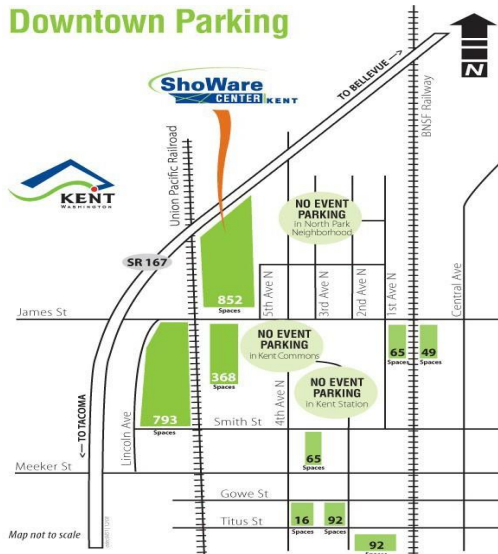 Downtown Parking
ShoWare
CENTER KENT
TO BELLEVUE —>
N
BNSF Railway
Union Pacific Railroad
KENT
WASHINGTON
NO EVENT
PARKING
in North Park
Neighborhood
SR 167
5th Ave N
3rd Ave N
2nd Ave N
1st Ave N
Central Ave
852
Spaces
James St
NO EVENT
PARKING
in Kent Commons
65
Spaces
49
Spaces
368
Spaces
NO EVENT
PARKING
in Kent Station
4th Ave N
793
Spaces
Smith St
<— TO TACOMA
Lincoln Ave
65
Spaces
Meeker St
Gowe St
Titus St
16
Spaces
92
Spaces
92
Spaces
Map not to scale